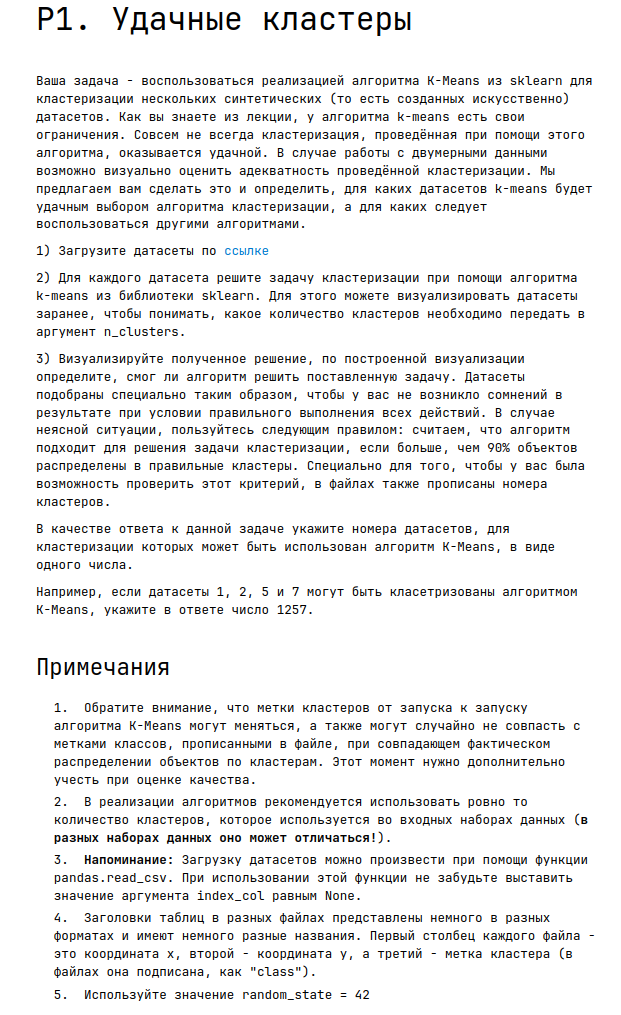 P1. Удачные кластеры
Ваша задача - воспользоваться реализацией алгоритма K-Means из sklearn для
кластеризации нескольких синтетических (то есть созданных искусственно)
датасетов. Как вы знаете из лекции, у алгоритма k-means есть свои
ограничения. Совсем не всегда кластеризация, проведённая при помощи этого
алгоритма, оказывается удачной. В случае работы с двумерными данными
возможно визуально оценить адекватность проведённой кластеризации. Мы
предлагаем вам сделать это и определить, для каких датасетов k-means будет
удачным выбором алгоритма кластеризации, а для каких следует
воспользоваться другими алгоритмами.
1) Загрузите датасеты по ссылке
2) Для каждого датасета решите задачу кластеризации при помощи алгоритма
k-means из библиотеки sklearn. Для этого можете визуализировать датасеты
заранее, чтобы понимать, какое количество кластеров необходимо передать в
аргумент n_clusters.
3) Визуализируйте полученное решение, по построенной визуализации
определите, смог ли алгоритм решить поставленную задачу. Датасеты
подобраны специально таким образом, чтобы у вас не возникло сомнений в
результате при условии правильного выполнения всех действий. В случае
неясной ситуации, пользуйтесь следующим правилом: считаем, что алгоритм
подходит для решения задачи кластеризации, если больше, чем 90% объектов
распределены в правильные кластеры. Специально для того, чтобы у вас была
возможность проверить этот критерий, в файлах также прописаны номера
кластеров.
В качестве ответа к данной задаче укажите номера датасетов, для
кластеризации которых может быть использован алгоритм K-Means, в виде
одного числа.
Например, если датасеты 1, 2, 5 и 7 могут быть класетризованы алгоритмом
K-Means, укажите в ответе число 1257.
Примечания
1. Обратите внимание, что метки кластеров от запуска к запуску
алгоритма K-Means могут меняться, а также могут случайно не совпасть с
метками классов, прописанными в файле, при совпадающем фактическом
распределении объектов по кластерам. Этот момент нужно дополнительно
учесть при оценке качества.
2. В реализации алгоритмов рекомендуется использовать ровно то
количество кластеров, которое используется во входных наборах данных (в
разных наборах данных оно может отличаться!).
3. Напоминание: Загрузку датасетов можно произвести при помощи функции
pandas.read_csv. При использовании этой функции не забудьте выставить
значение аргумента index_col равным None.
4. Заголовки таблиц в разных файлах представлены немного в разных
форматах и имеют немного разные названия. Первый столбец каждого файла -
это координата x, второй - координата y, а третий - метка кластера (в
файлах она подписана, как "class").
5. Используйте значение random_state = 42